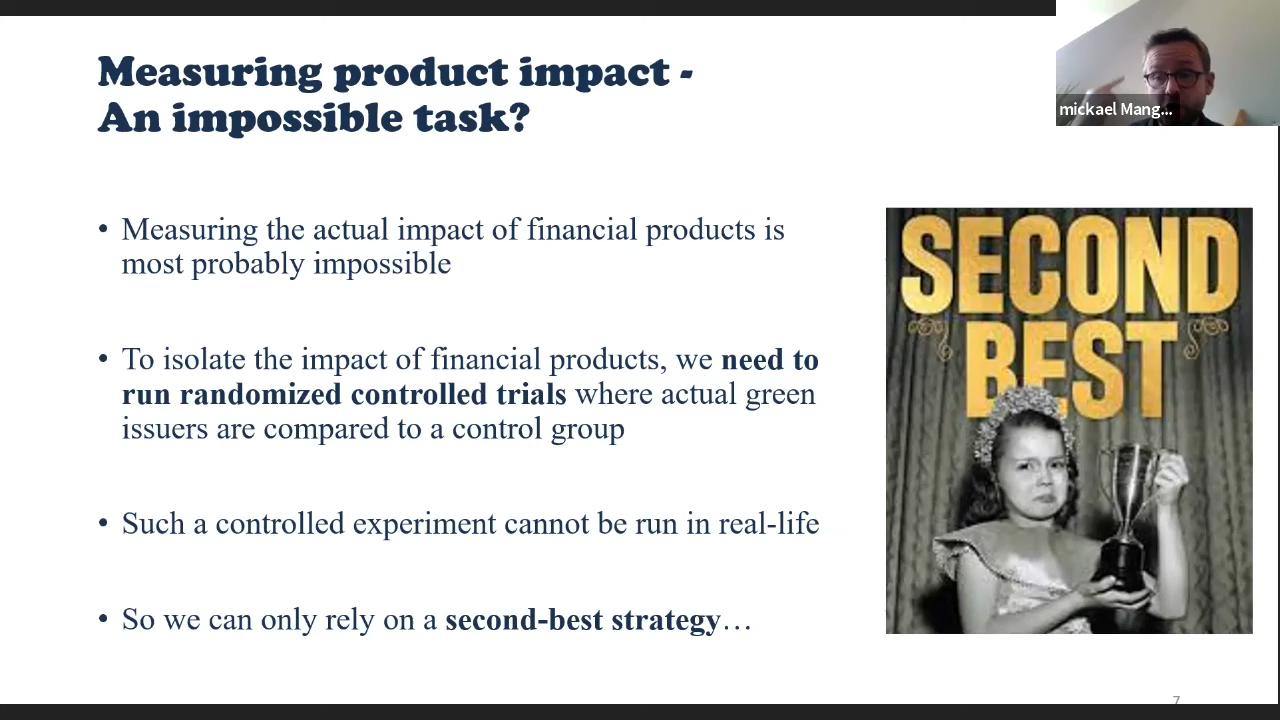 Measuring product impact -
An impossible task?
mickael Mang...
• Measuring the actual impact of financial products is
most probably impossible
• To isolate the impact of financial products, we need to
run randomized controlled trials where actual green
issuers are compared to a control group
• Such a controlled experiment cannot be run in real-life
• So we can only rely on a second-best strategy…
SECOND
BEST
7